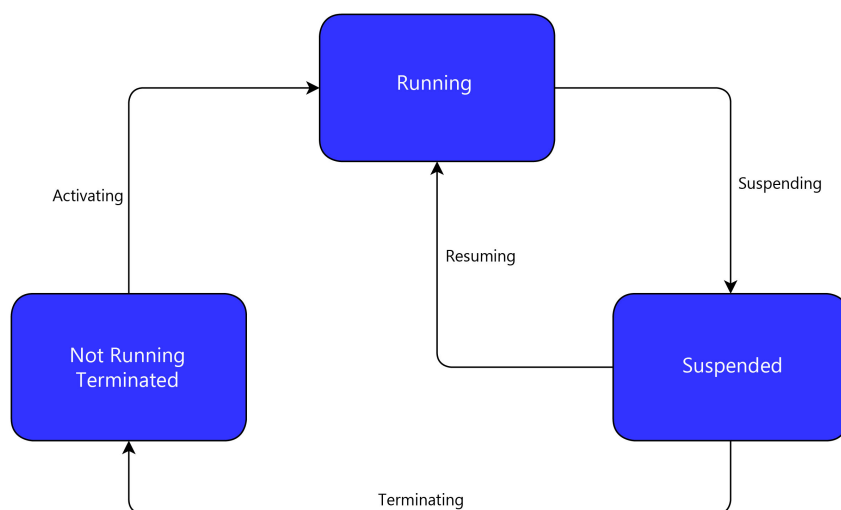 Running
Activating
Suspending
Resuming
Not Running
Terminated
Suspended
Terminating